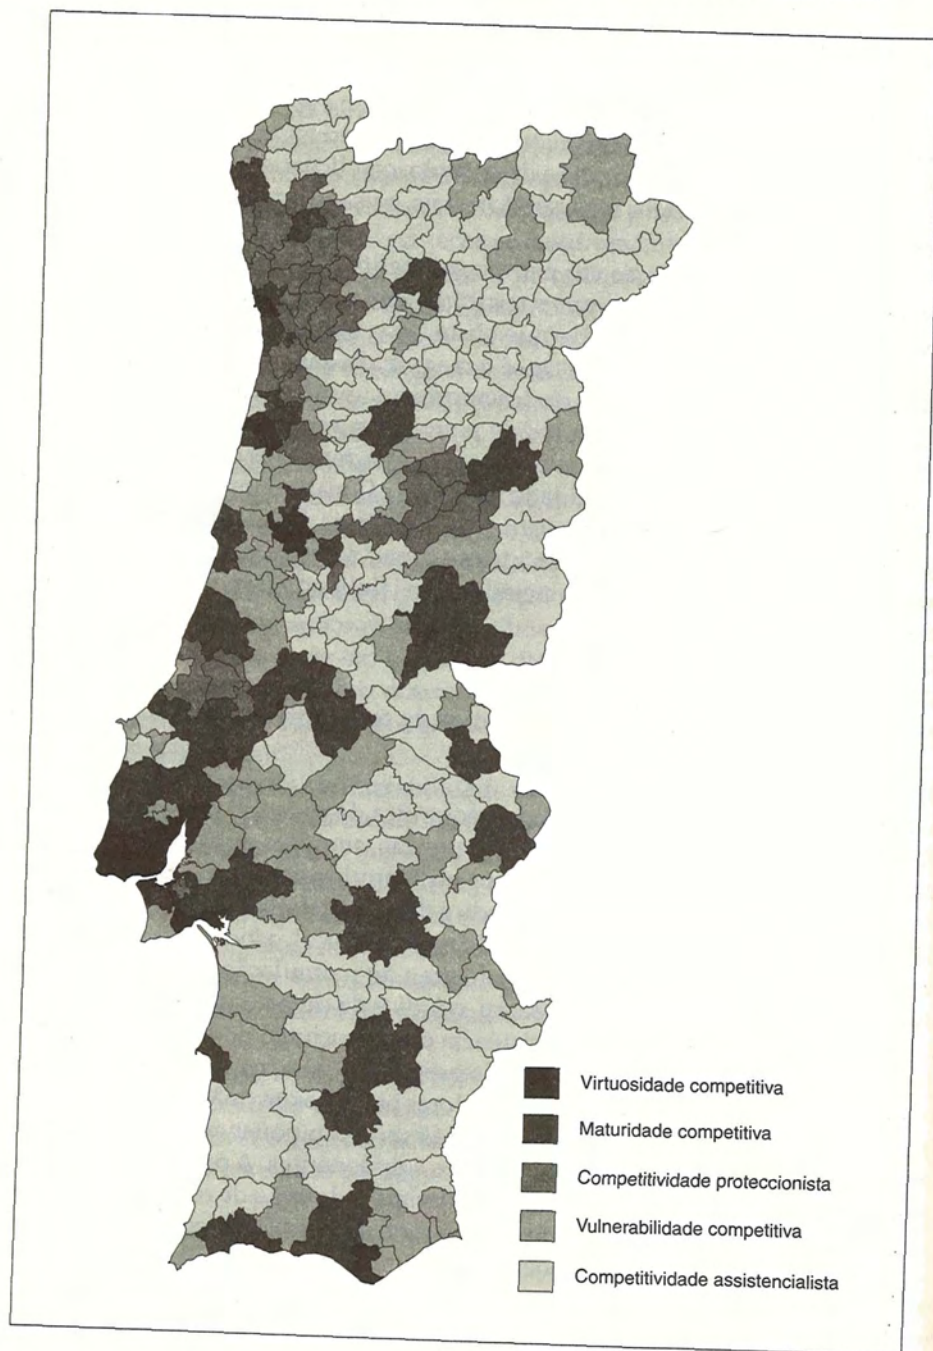 Virtuosidade competitiva
Maturidade competitiva
Competitividade proteccionista
Vulnerabilidade competitiva
Competitividade assistencialista